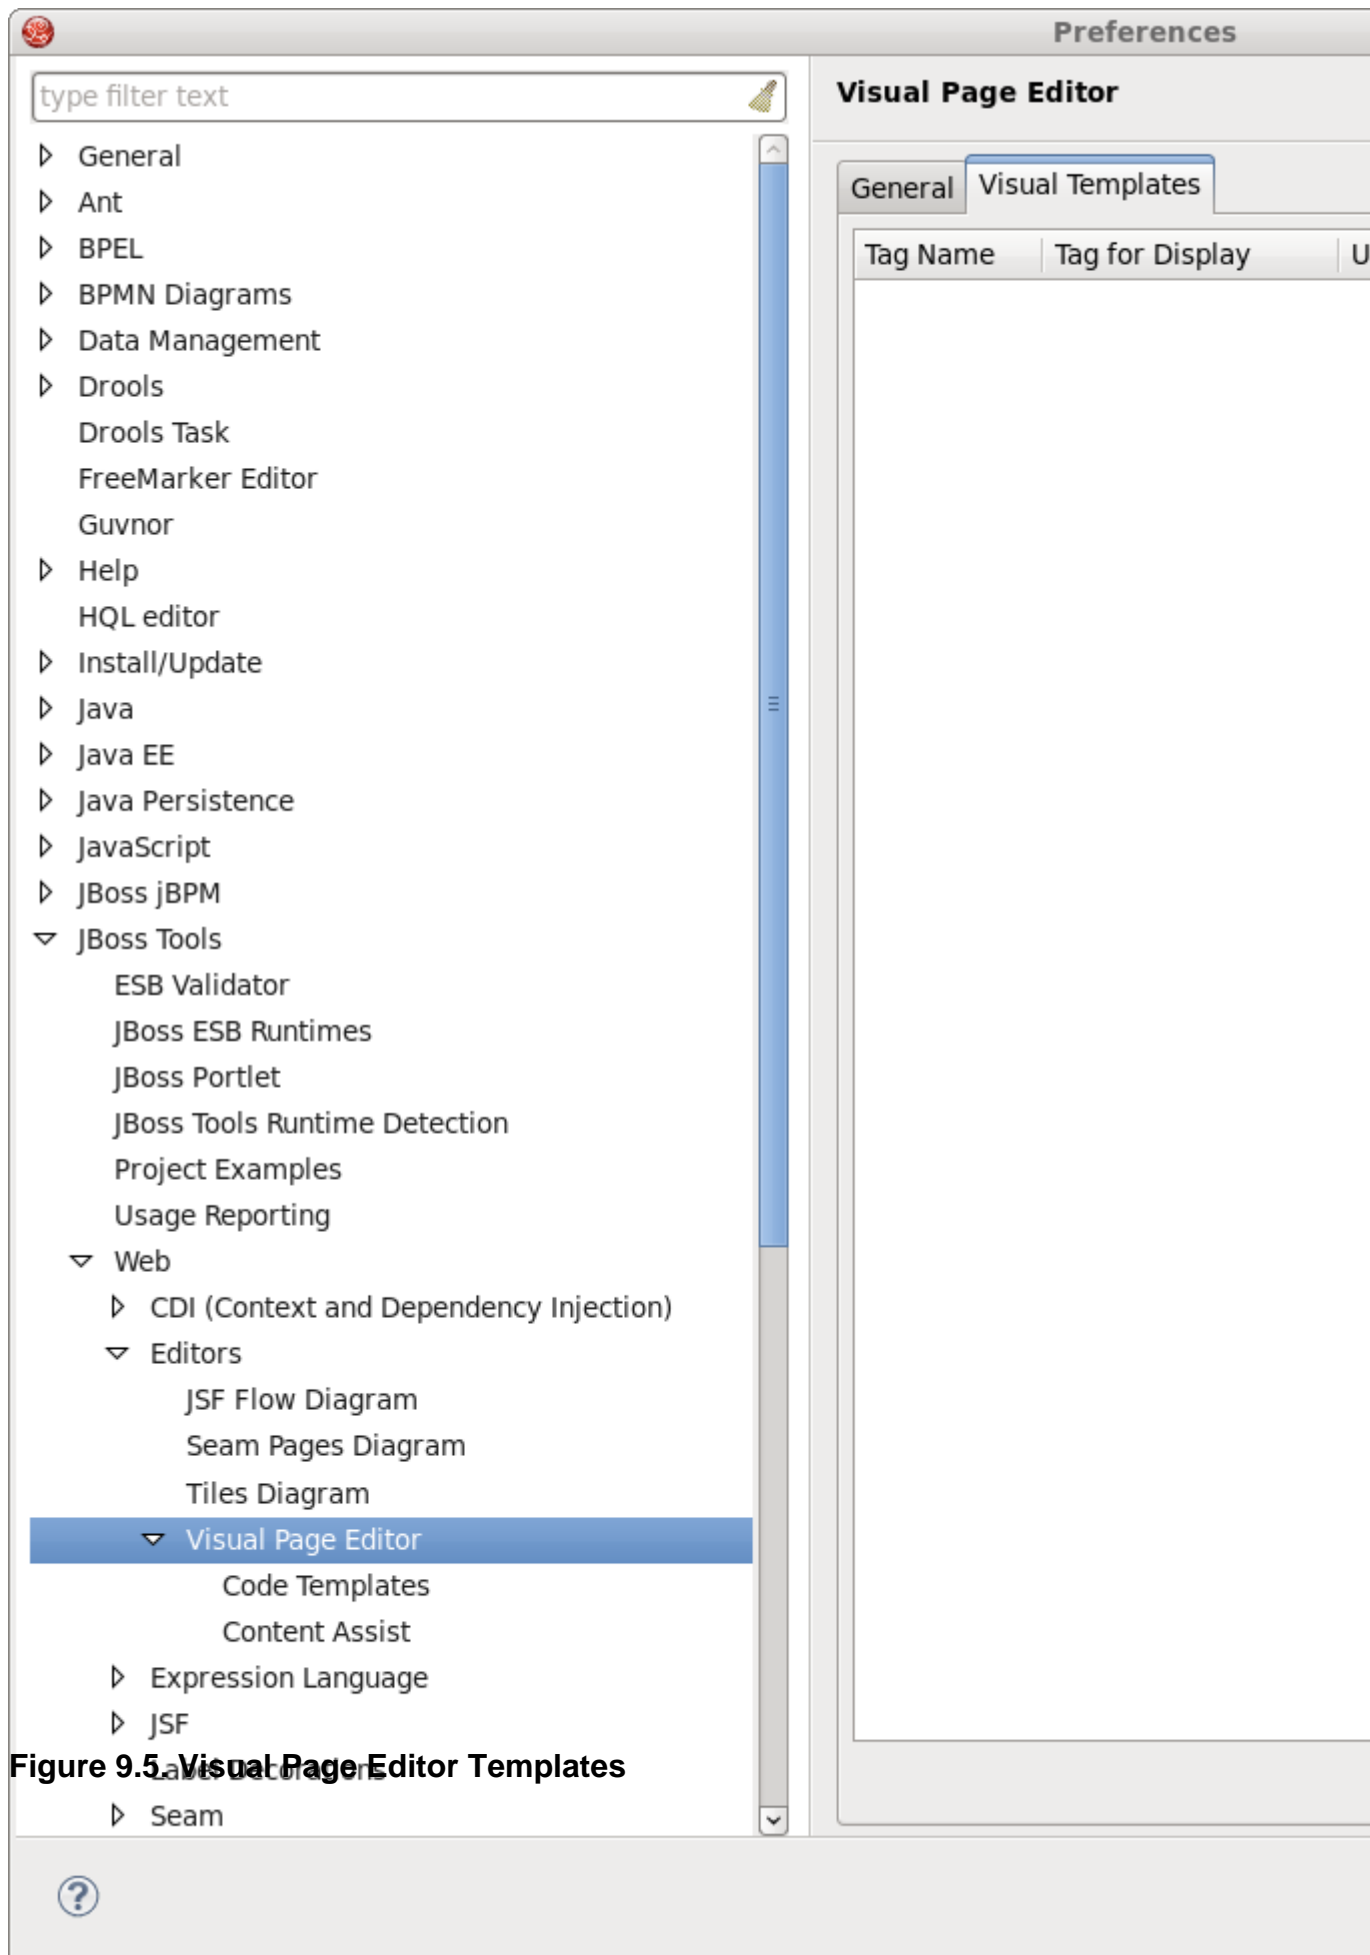 Preferences
type filter text
General
Ant
BPEL
BPMN Diagrams
Data Management
Drools
Drools Task
FreeMarker Editor
Guvnor
Help
HQL editor
Install/Update
Java
Java EE
Java Persistence
JavaScript
JBoss jBPM
JBoss Tools
ESB Validator
JBoss ESB Runtimes
JBoss Portlet
JBoss Tools Runtime Detection
Project Examples
Usage Reporting
Web
CDI (Context and Dependency Injection)
Editors
JSF Flow Diagram
Seam Pages Diagram
Tiles Diagram
Visual Page Editor
Code Templates
Content Assist
Expression Language
JSF
Label Decorations
Figure 9.5. Visual Page Editor Templates
Seam
Visual Page Editor
General Visual Templates
Tag Name Tag for Display U